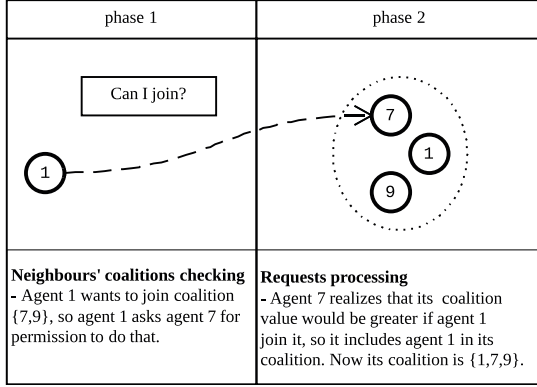 phase 1
phase 2
Can I join?
1
7
1
9
Neighbours' coalitions checking
- Agent 1 wants to join coalition
{7,9}, so agent 1 asks agent 7 for
permission to do that.
Requests processing
- Agent 7 realizes that its coalition
value would be greater if agent 1
join it, so it includes agent 1 in its
coalition. Now its coalition is {1,7,9}.